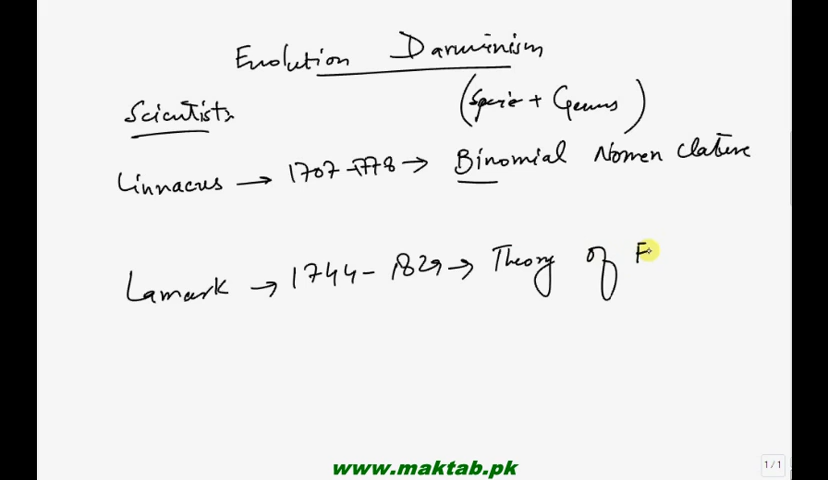 Evolution Darwinism
(Specie + Genus)
Scientists
Linnaeus → 1707-1778 → Binomial Nomen clature
Lamark → 1744-1829 → Theory of E
www.maktab.pk
1/1